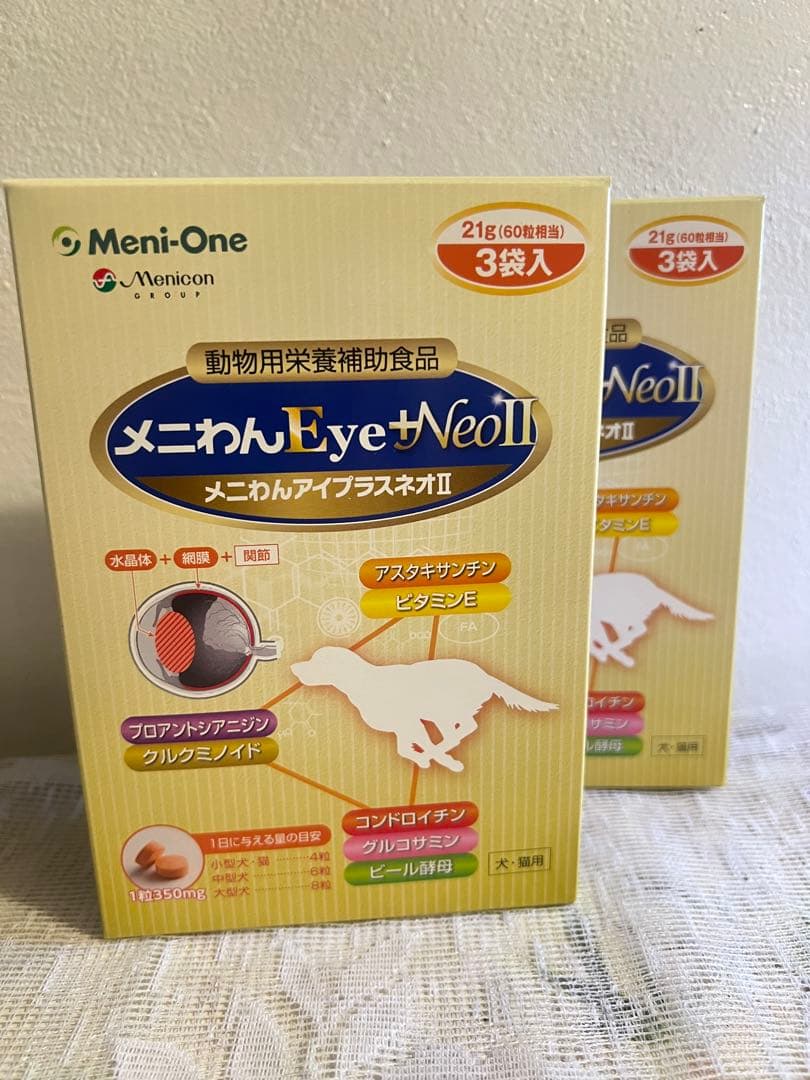 Meni-One
Menicon
GROUP
21g(60粒相当)
3袋入
動物用栄養補助食品
メニわんEye+NeoII
メニわんアイプラスネオII
水晶体+網膜+関節
アスタキサンチン
ビタミンE
FA
プロアントシアニジン
クルクミノイド
コンドロイチン
グルコサミン
ビール酵母
1日に与える量の目安
小型犬・猫………4粒
中型犬……………6粒
大型犬……………8粒
1粒350mg
犬・猫用
21g(60粒相当)
3袋入
品
NeoII
オII
タキサンチン
タミンE
ロイチン
サミン
ル酵母
犬・猫用